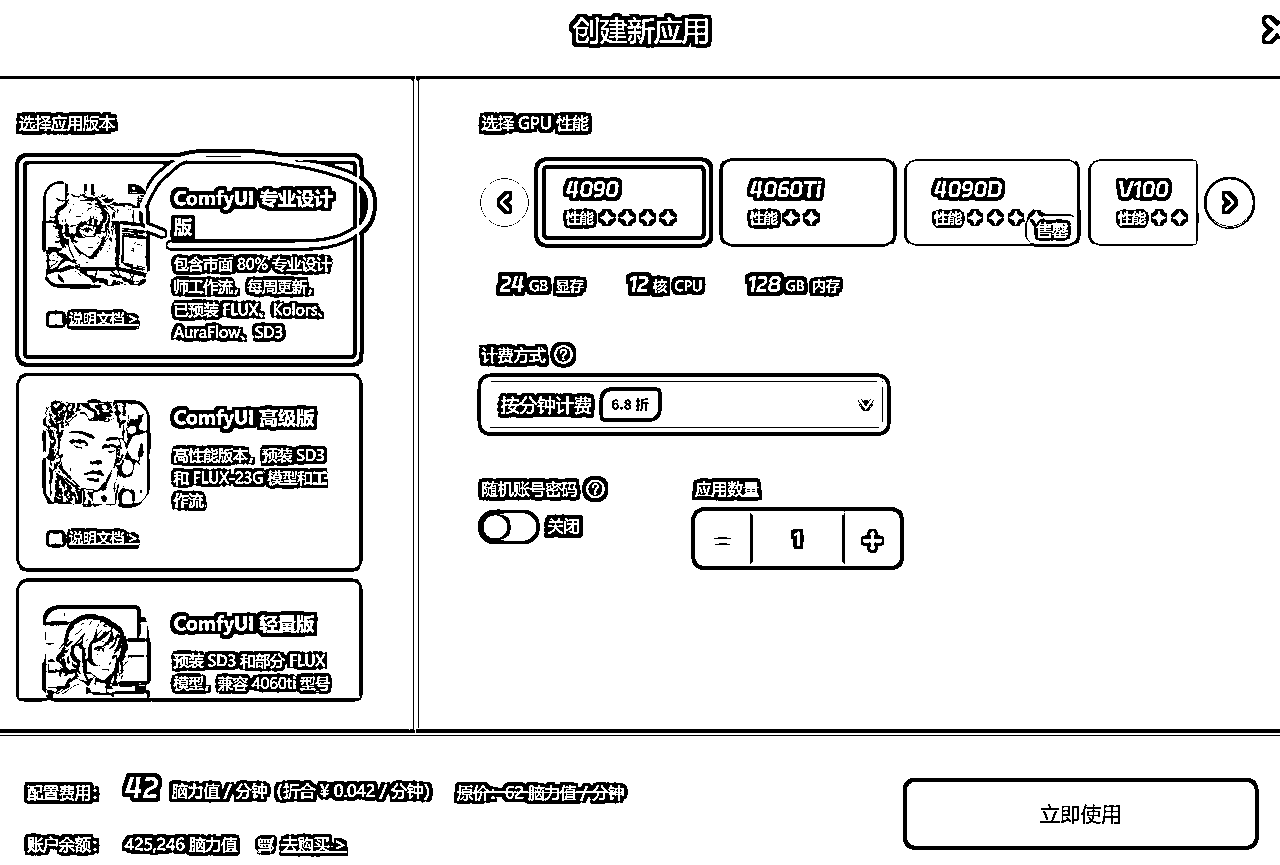 创建新应用
选择应用版本
ComfyUI 专业设计
版
包含市面 80% 专业设计
师工作流，每周更新，
已预装 FLUX、Kolors、
AuraFlow、SD3
说明文档 >
ComfyUI 高级版
高性能版本，预装 SD3
和 FLUX-23G 模型和工
作流
说明文档 >
ComfyUI 轻量版
预装 SD3 和部分 FLUX
模型，兼容 4060ti 型号
选择 GPU 性能
4090
性能
4060Ti
性能
4090D
性能
售罄
V100
性能
24 GB 显存 12 核 CPU 128 GB 内存
计费方式
按分钟计费 6.8 折
随机账号密码
关闭
应用数量
1
配置费用： 42 脑力值 / 分钟 (折合 ¥ 0.042 / 分钟) 原价：62 脑力值 / 分钟
账户余额： 425,246 脑力值 去购买 >
立即使用